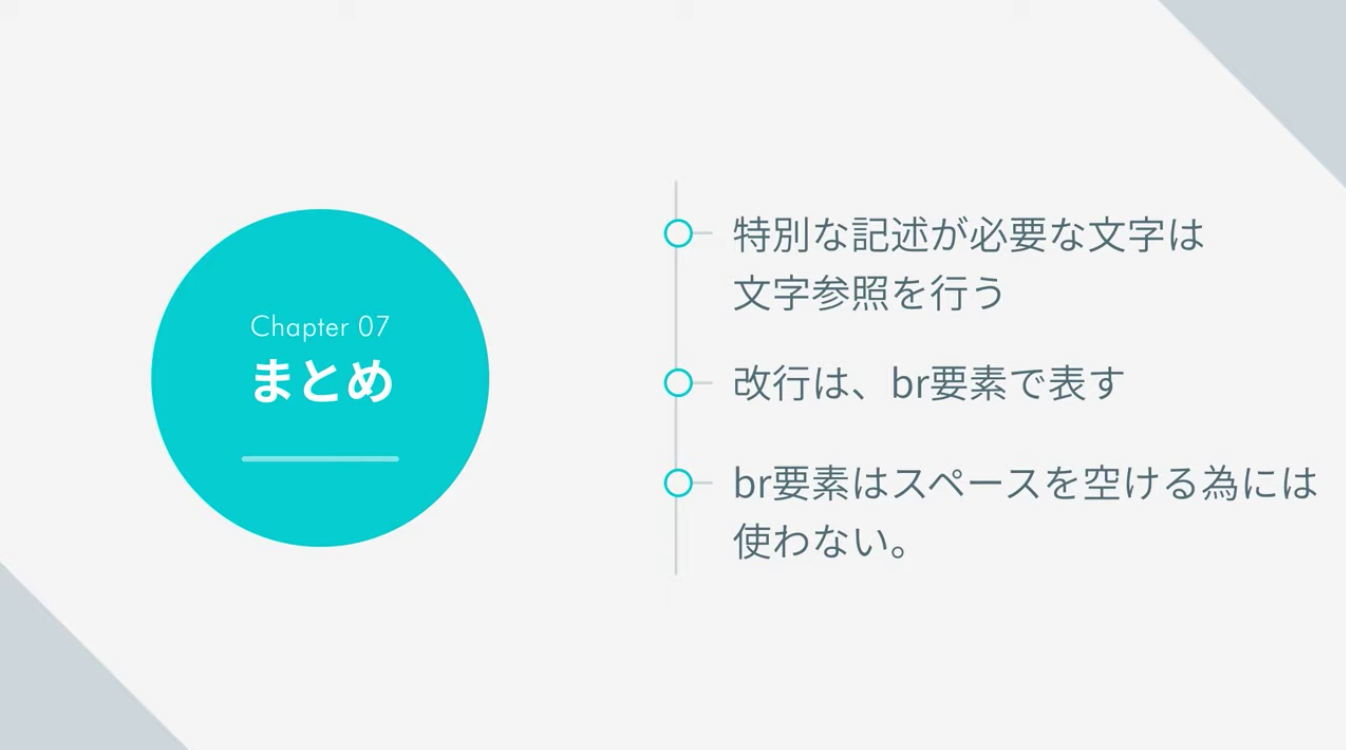 Chapter 07
まとめ
特別な記述が必要な文字は
文字参照を行う
改行は、br要素で表す
br要素はスペースを空ける為には
使わない。